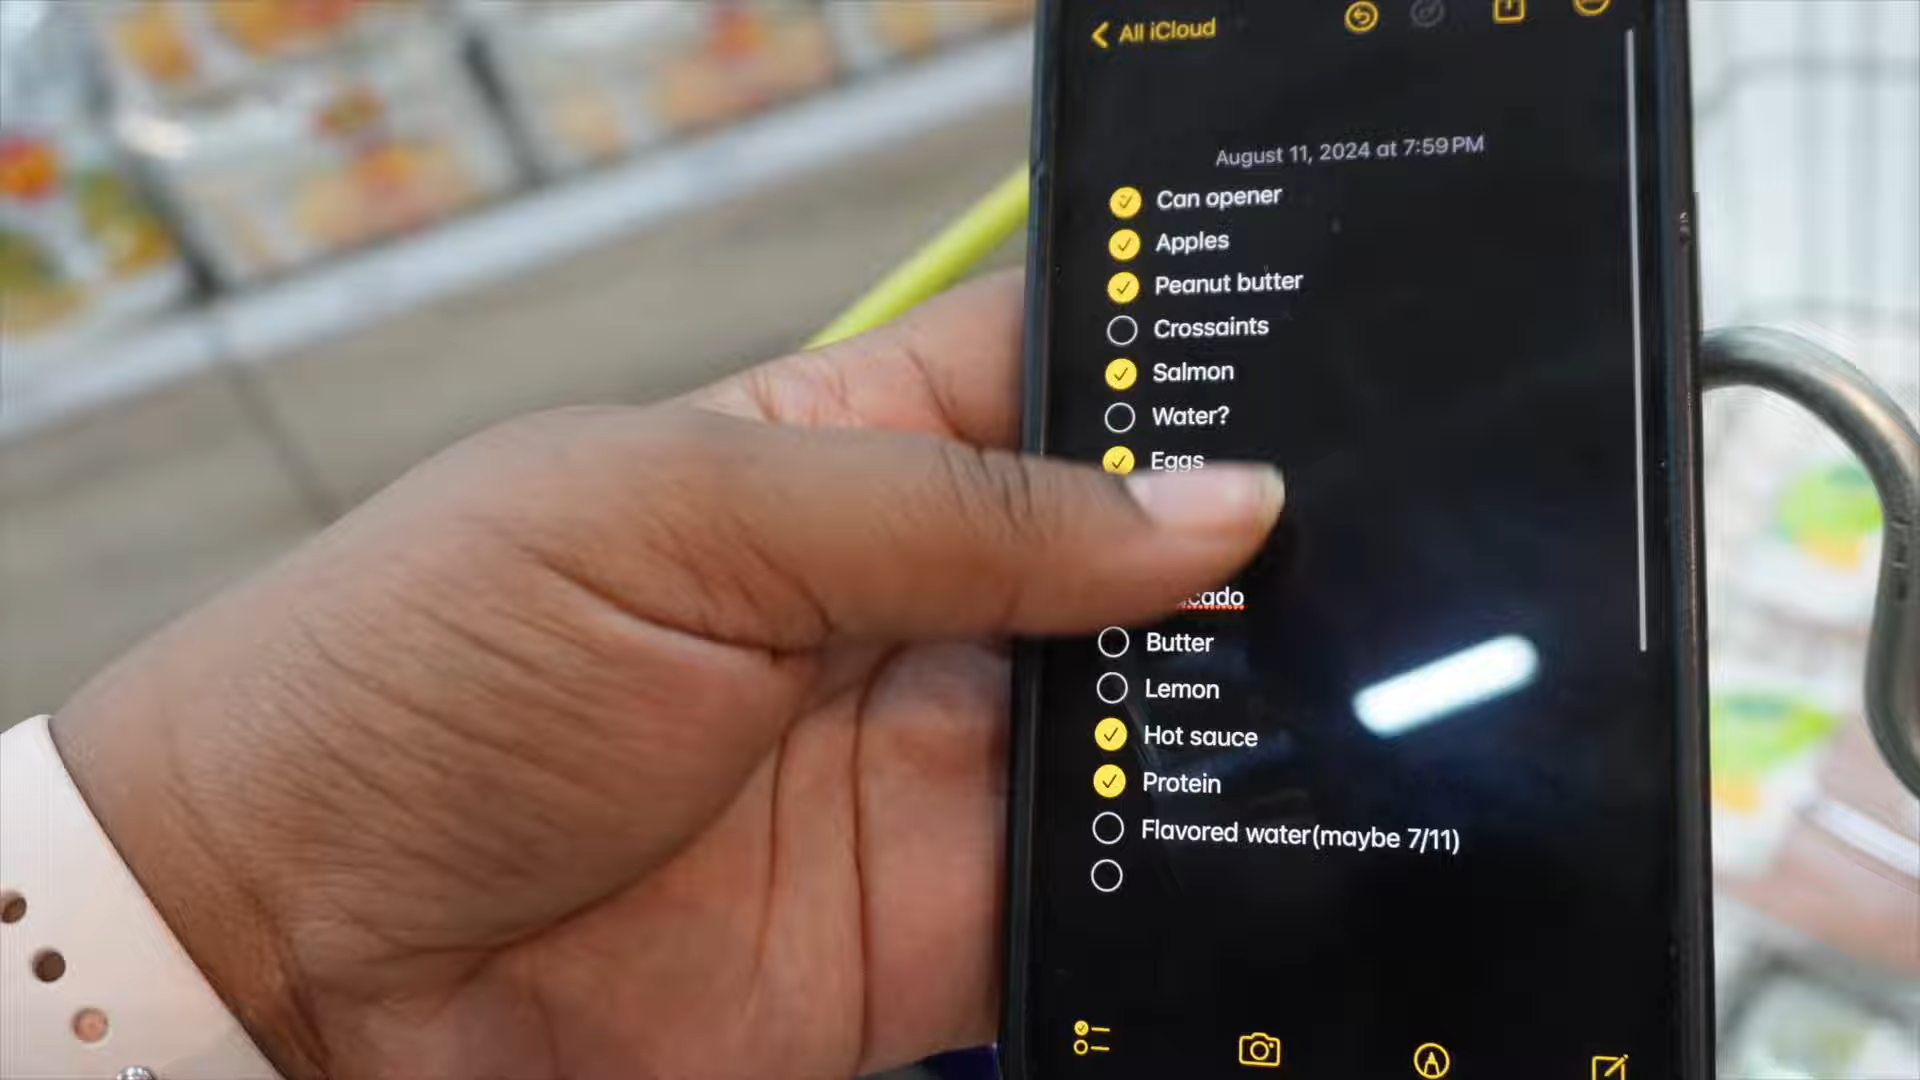 All iCloud
August 11, 2024 at 7:59 PM
Can opener
Apples
Peanut butter
Crossaints
Salmon
Water?
Eggs
cado
Butter
Lemon
Hot sauce
Protein
Flavored water(maybe 7/11)